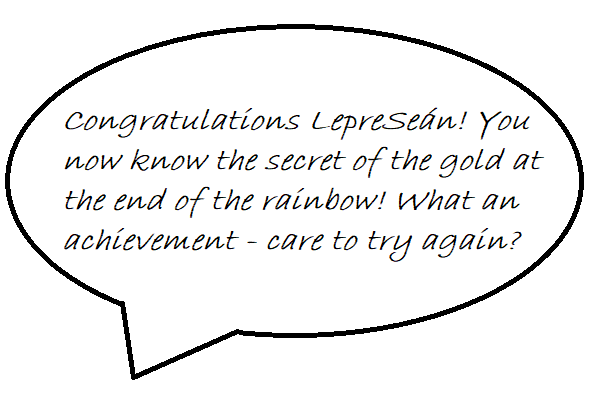 Congratulations LepreSeán! You
now know the secret of the gold at
the end of the rainbow! What an
achievement - care to try again?